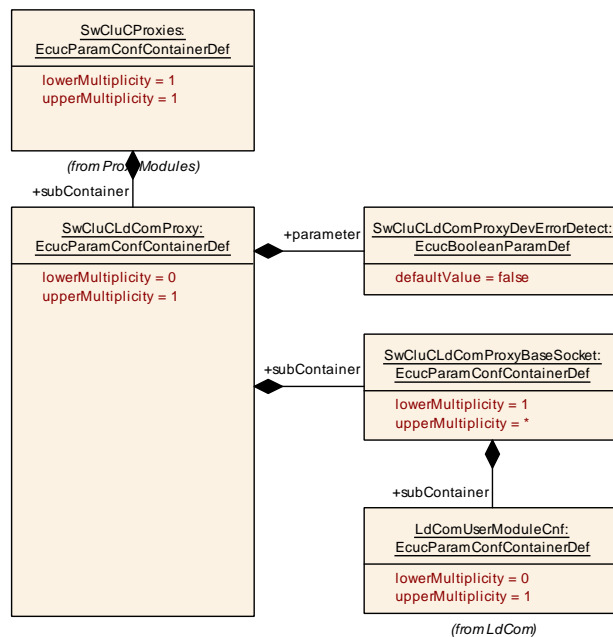 SwCluCProxies:
EcucParamConfContainerDef
lowerMultiplicity = 1
upperMultiplicity = 1
(from ProxyModules)
+subContainer
SwCluCLdComProxy:
EcucParamConfContainerDef
lowerMultiplicity = 0
upperMultiplicity = 1
+parameter
SwCluCLdComProxyDevErrorDetect:
EcucBooleanParamDef
defaultValue = false
+subContainer
SwCluCLdComProxyBaseSocket:
EcucParamConfContainerDef
lowerMultiplicity = 1
upperMultiplicity = *
+subContainer
LdComUserModuleCnf:
EcucParamConfContainerDef
lowerMultiplicity = 0
upperMultiplicity = 1
(from LdCom)